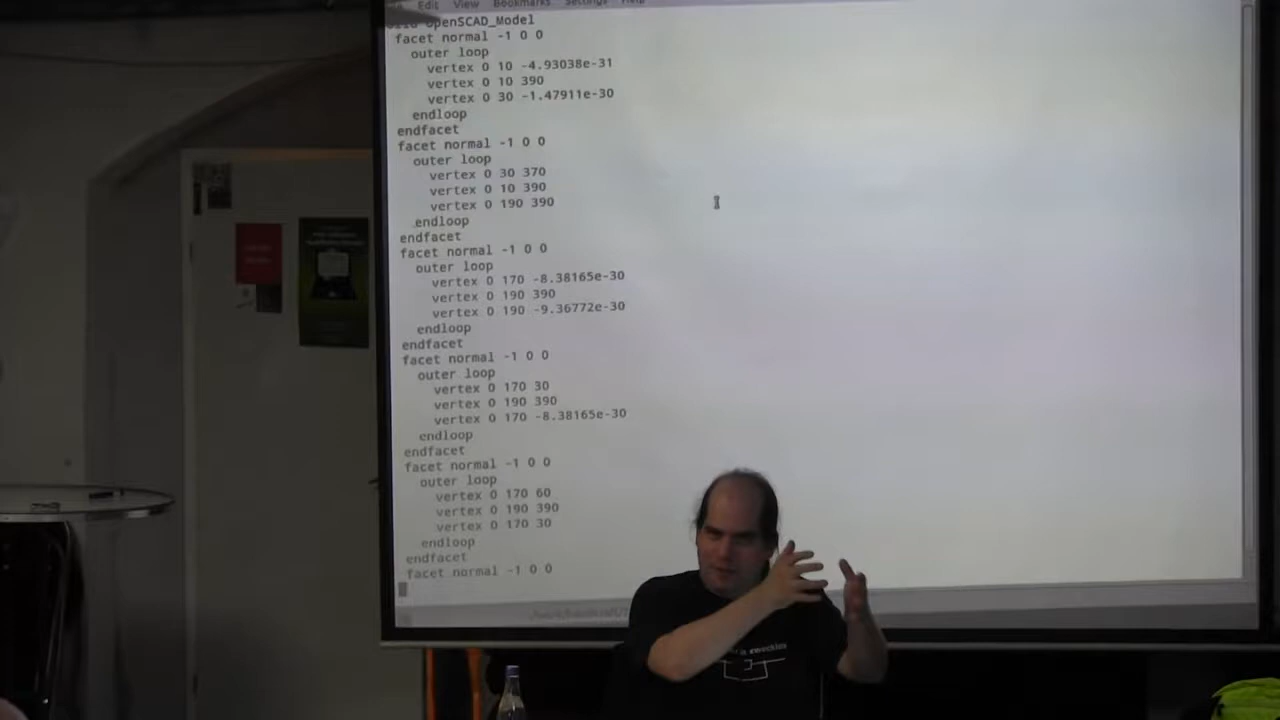 Edit View Bookmarks Settings Help
OpenSCAD_Model
facet normal -1 0 0
outer loop
vertex 0 10 -4.93038e-31
vertex 0 10 390
vertex 0 30 -1.47911e-30
endloop
endfacet
facet normal -1 0 0
outer loop
vertex 0 30 370
vertex 0 10 390
vertex 0 190 390
endloop
endfacet
facet normal -1 0 0
outer loop
vertex 0 170 -8.38165e-30
vertex 0 190 390
vertex 0 190 -9.36772e-30
endloop
endfacet
facet normal -1 0 0
outer loop
vertex 0 170 30
vertex 0 190 390
vertex 0 170 -8.38165e-30
endloop
endfacet
facet normal -1 0 0
outer loop
vertex 0 170 60
vertex 0 190 390
vertex 0 170 30
endloop
endfacet
facet normal -1 0 0